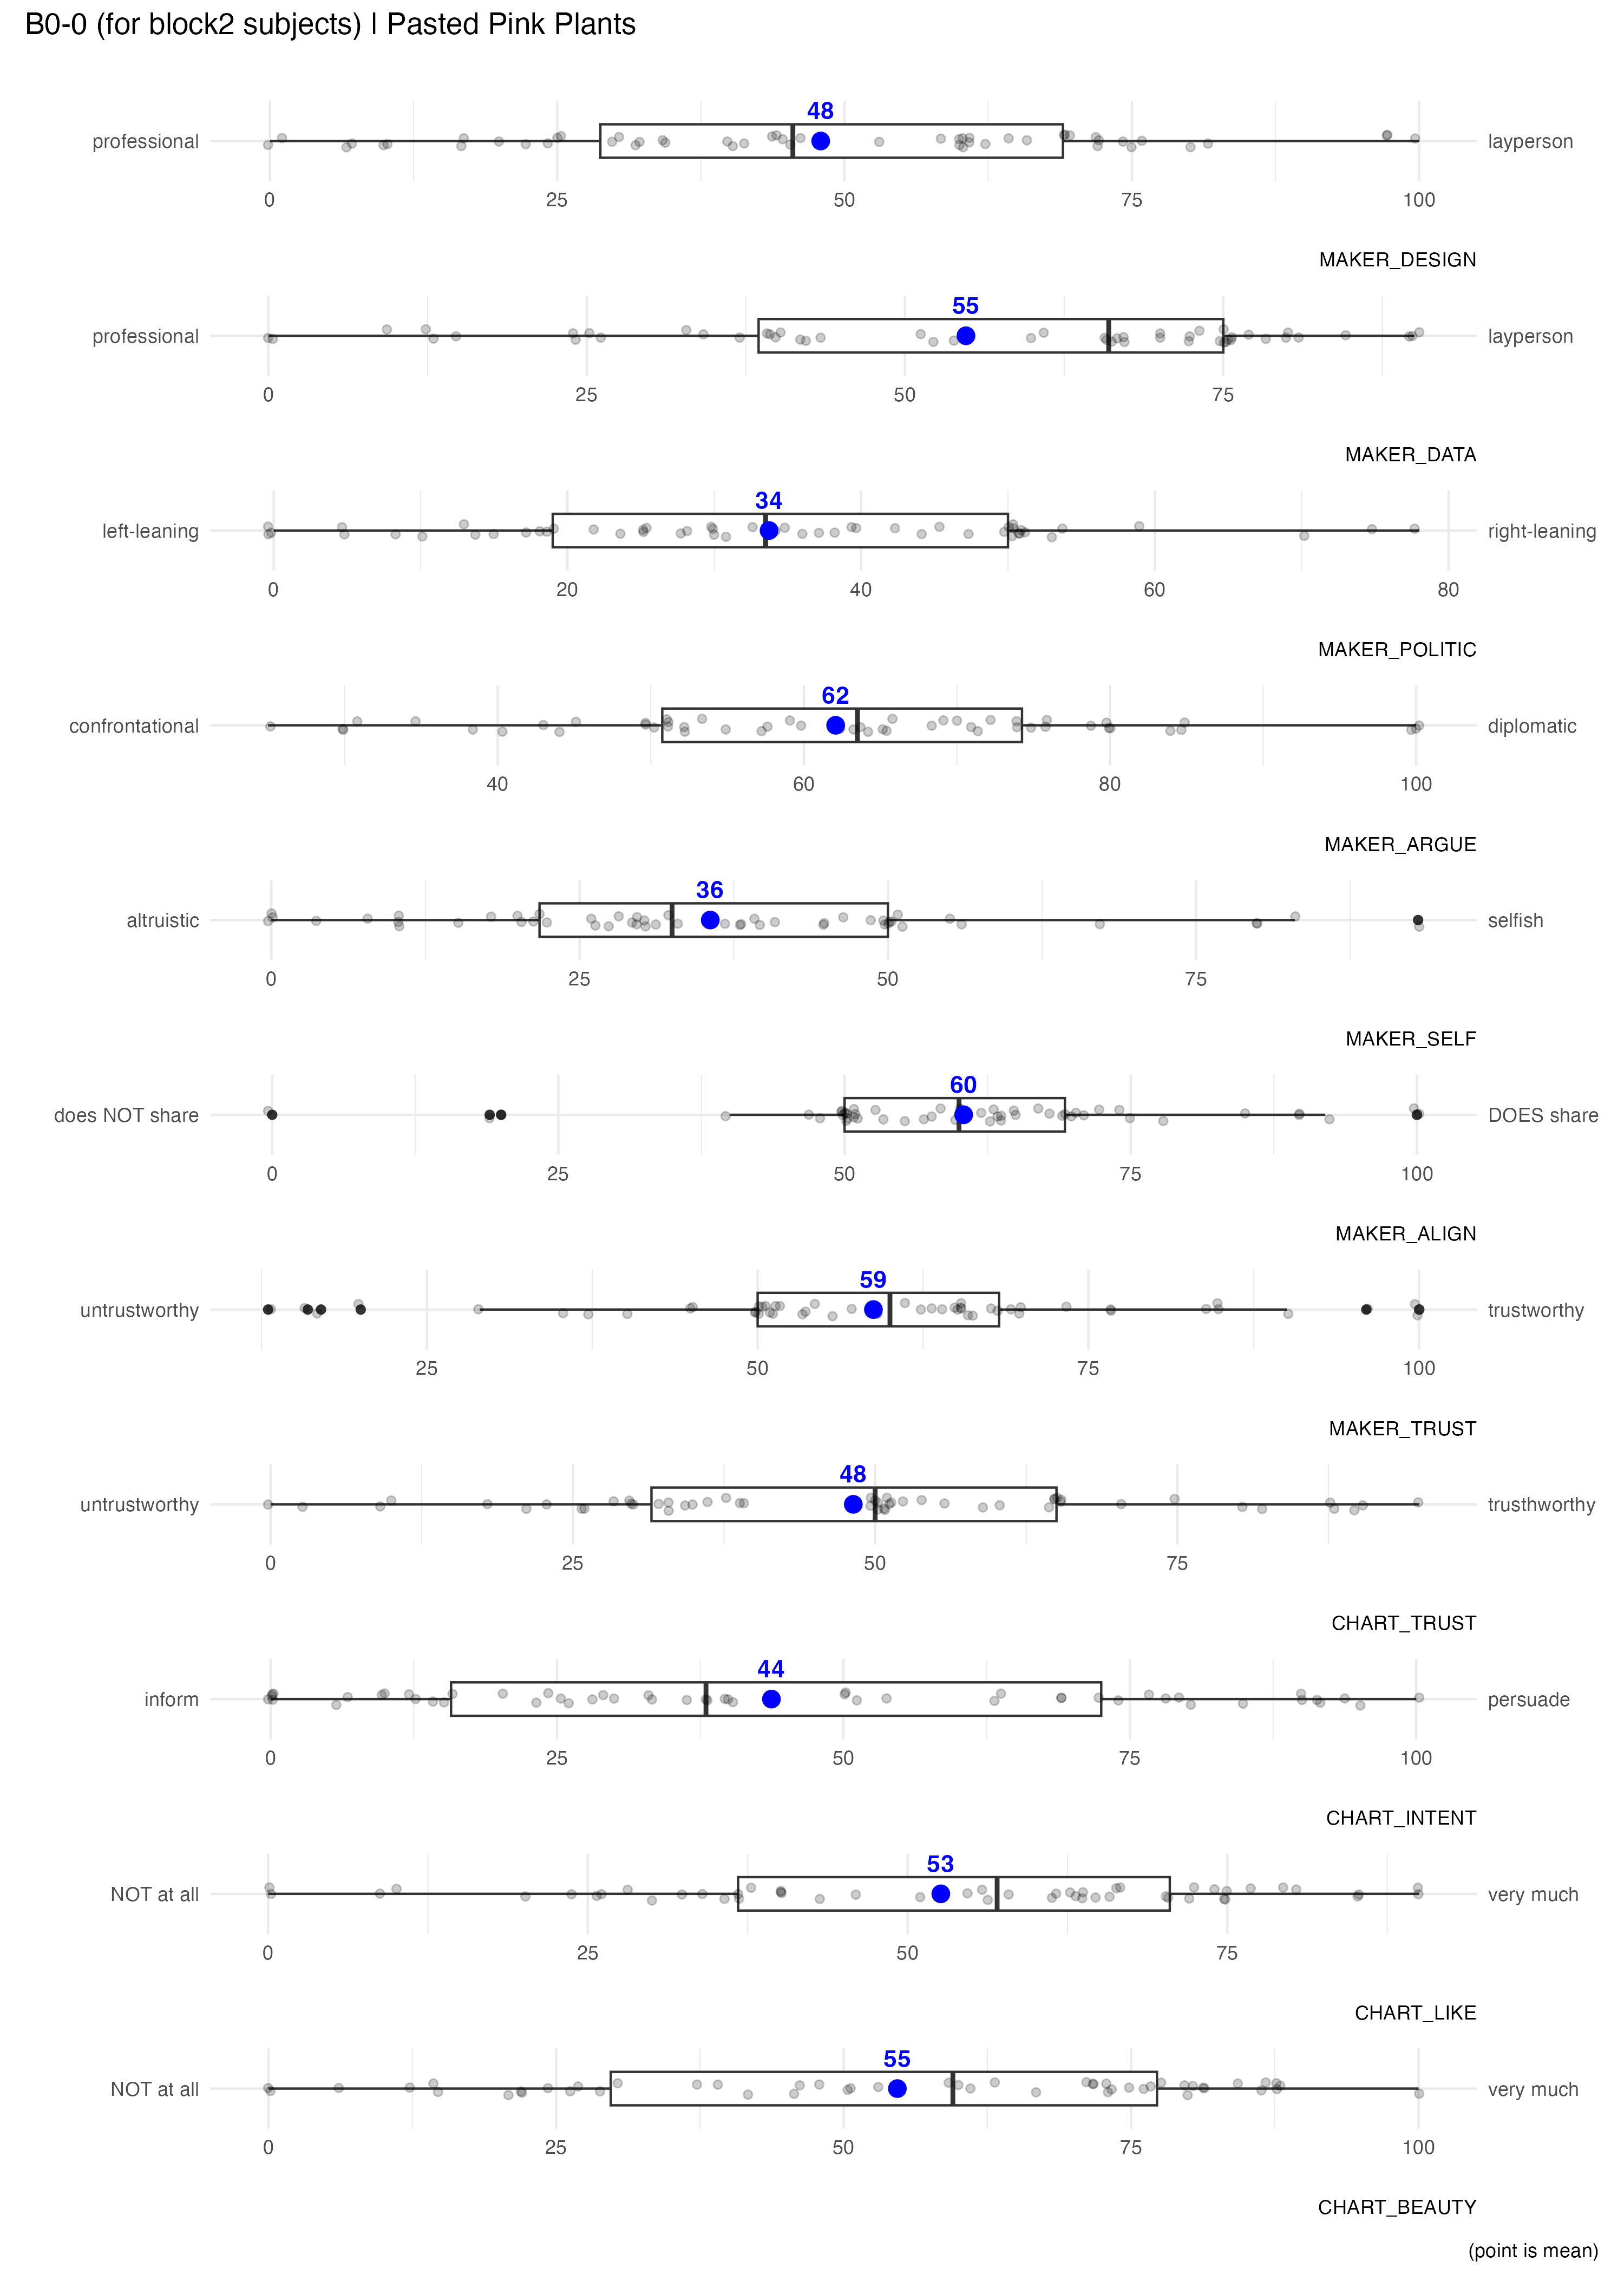 B0-0 (for block2 subjects) | Pasted Pink Plants
48
professional layperson
0 25 50 75 100
MAKER_DESIGN
55
professional layperson
0 25 50 75
MAKER_DATA
34
left-leaning right-leaning
0 20 40 60 80
MAKER_POLITIC
62
confrontational diplomatic
40 60 80 100
MAKER_ARGUE
36
altruistic selfish
0 25 50 75
MAKER_SELF
60
does NOT share DOES share
0 25 50 75 100
MAKER_ALIGN
59
untrustworthy trustworthy
25 50 75 100
MAKER_TRUST
48
untrustworthy trusthworthy
0 25 50 75
CHART_TRUST
44
inform persuade
0 25 50 75 100
CHART_INTENT
53
NOT at all very much
0 25 50 75
CHART_LIKE
55
NOT at all very much
0 25 50 75 100
CHART_BEAUTY
(point is mean)